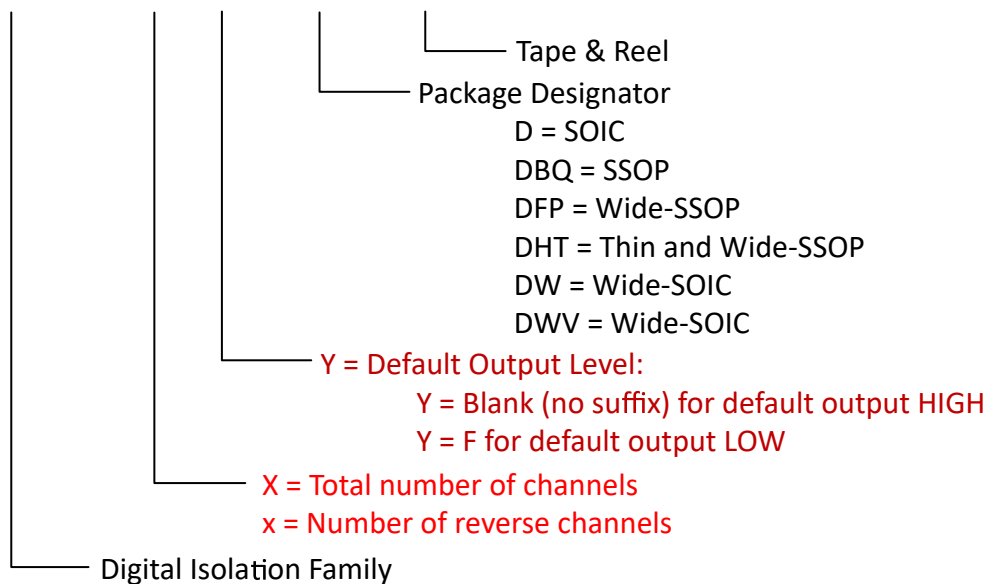 Tape & Reel
Package Designator
D = SOIC
DBQ = SSOP
DFP = Wide-SSOP
DHT = Thin and Wide-SSOP
DW = Wide-SOIC
DWV = Wide-SOIC
Y = Default Output Level:
Y = Blank (no suffix) for default output HIGH
Y = F for default output LOW
X = Total number of channels
x = Number of reverse channels
Digital Isolation Family